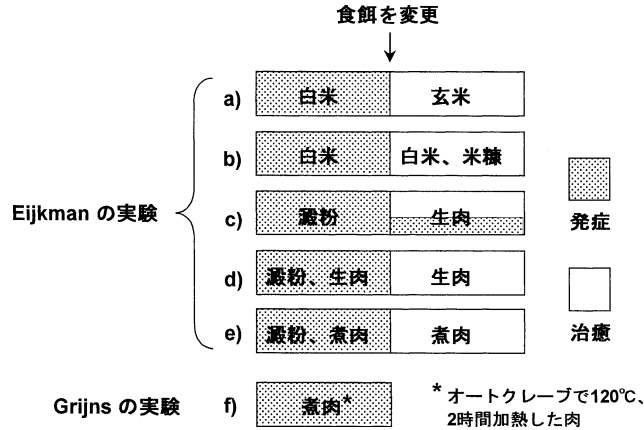 食餌を変更
a) 白米 玄米
b) 白米 白米、米糠
Eijkman の実験
c) 澱粉 生肉
発症
d) 澱粉、生肉 生肉
e) 澱粉、煮肉 煮肉
治癒
Grijns の実験 f) 煮肉*
* オートクレーブで120℃、
2時間加熱した肉